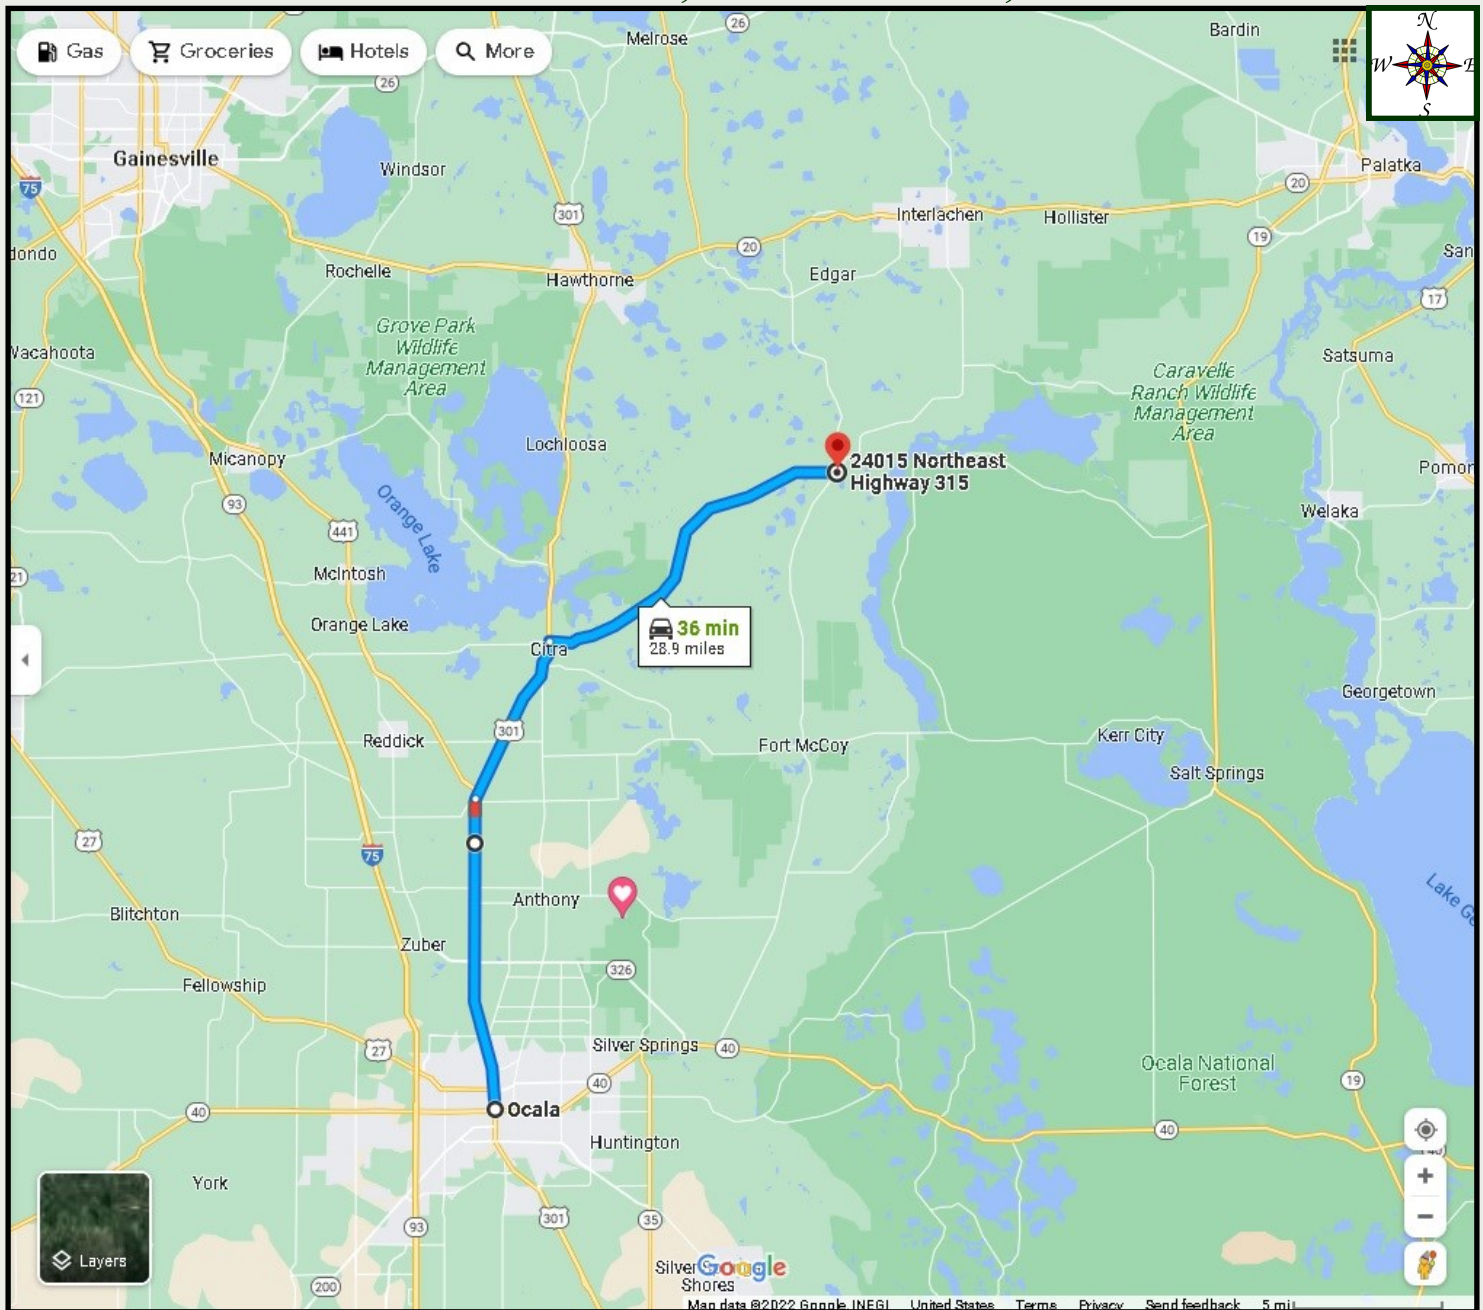 N
W
E
S
Gas
Groceries
Hotels
More
26
Melrose
Bardin
26
Gainesville
Windsor
Palatka
20
75
301
Interlachen
Hollister
19
20
dondo
San
Rochelle
Hawthorne
Edgar
17
Grove Park
Wildlife
Management
Area
Wacahoota
Satsuma
121
Caravelle
Ranch Wildlife
Management
Area
Lochloosa
Micanopy
24015 Northeast
Highway 315
Pomor
93
Orange Lake
Welaka
441
McIntosh
21
Orange Lake
36 min
28.9 miles
Citra
Georgetown
301
Reddick
Fort McCoy
Kerr City
Salt Springs
27
75
Anthony
Blitchton
Lake Ge
Zuber
326
Fellowship
27
Silver Springs
40
Ocala National
Forest
19
40
40
Ocala
40
Huntington
York
301
35
93
Layers
200
Silver
Shores
Google
Map data ©2022 Google, INEGI
United States
Terms
Privacy
Send feedback
5 mi